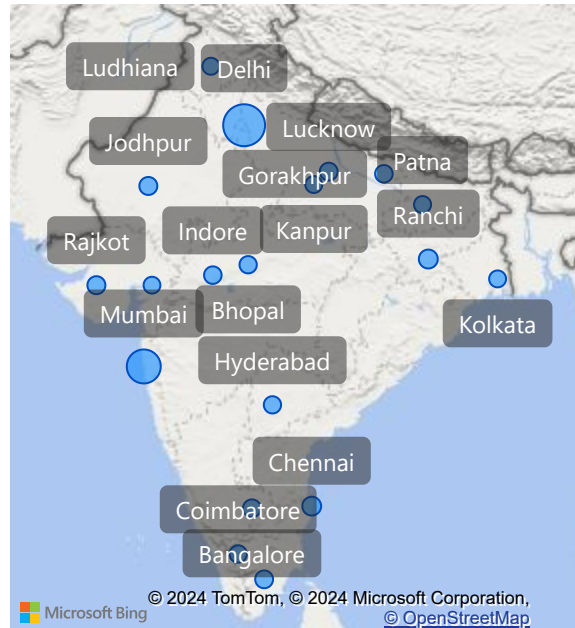 Ludhiana
Delhi
Lucknow
Jodhpur
Patna
Gorakhpur
Ranchi
Indore
Kanpur
Rajkot
Mumbai
Bhopal
Kolkata
Hyderabad
Chennai
Coimbatore
Bangalore
© 2024 TomTom, © 2024 Microsoft Corporation,
Microsoft Bing
© OpenStreetMap